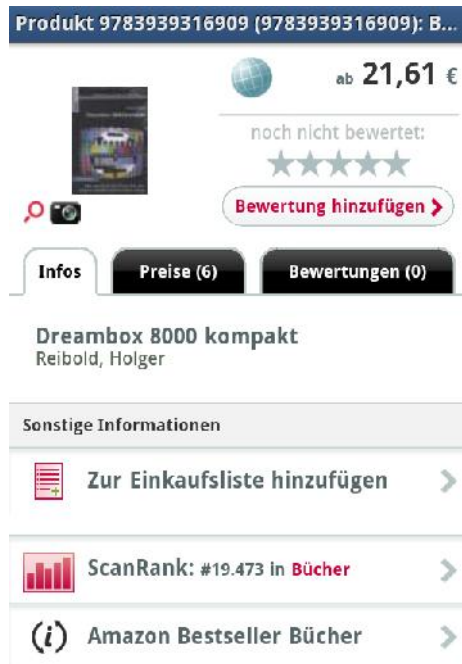 Produkt 9783939316909 (9783939316909): B...
ab 21,61 €
noch nicht bewertet:
Bewertung hinzufügen
Infos
Preise (6)
Bewertungen (0)
Dreambox 8000 kompakt
Reibold, Holger
Sonstige Informationen
Zur Einkaufsliste hinzufügen
ScanRank: #19.473 in Bücher
(i) Amazon Bestseller Bücher